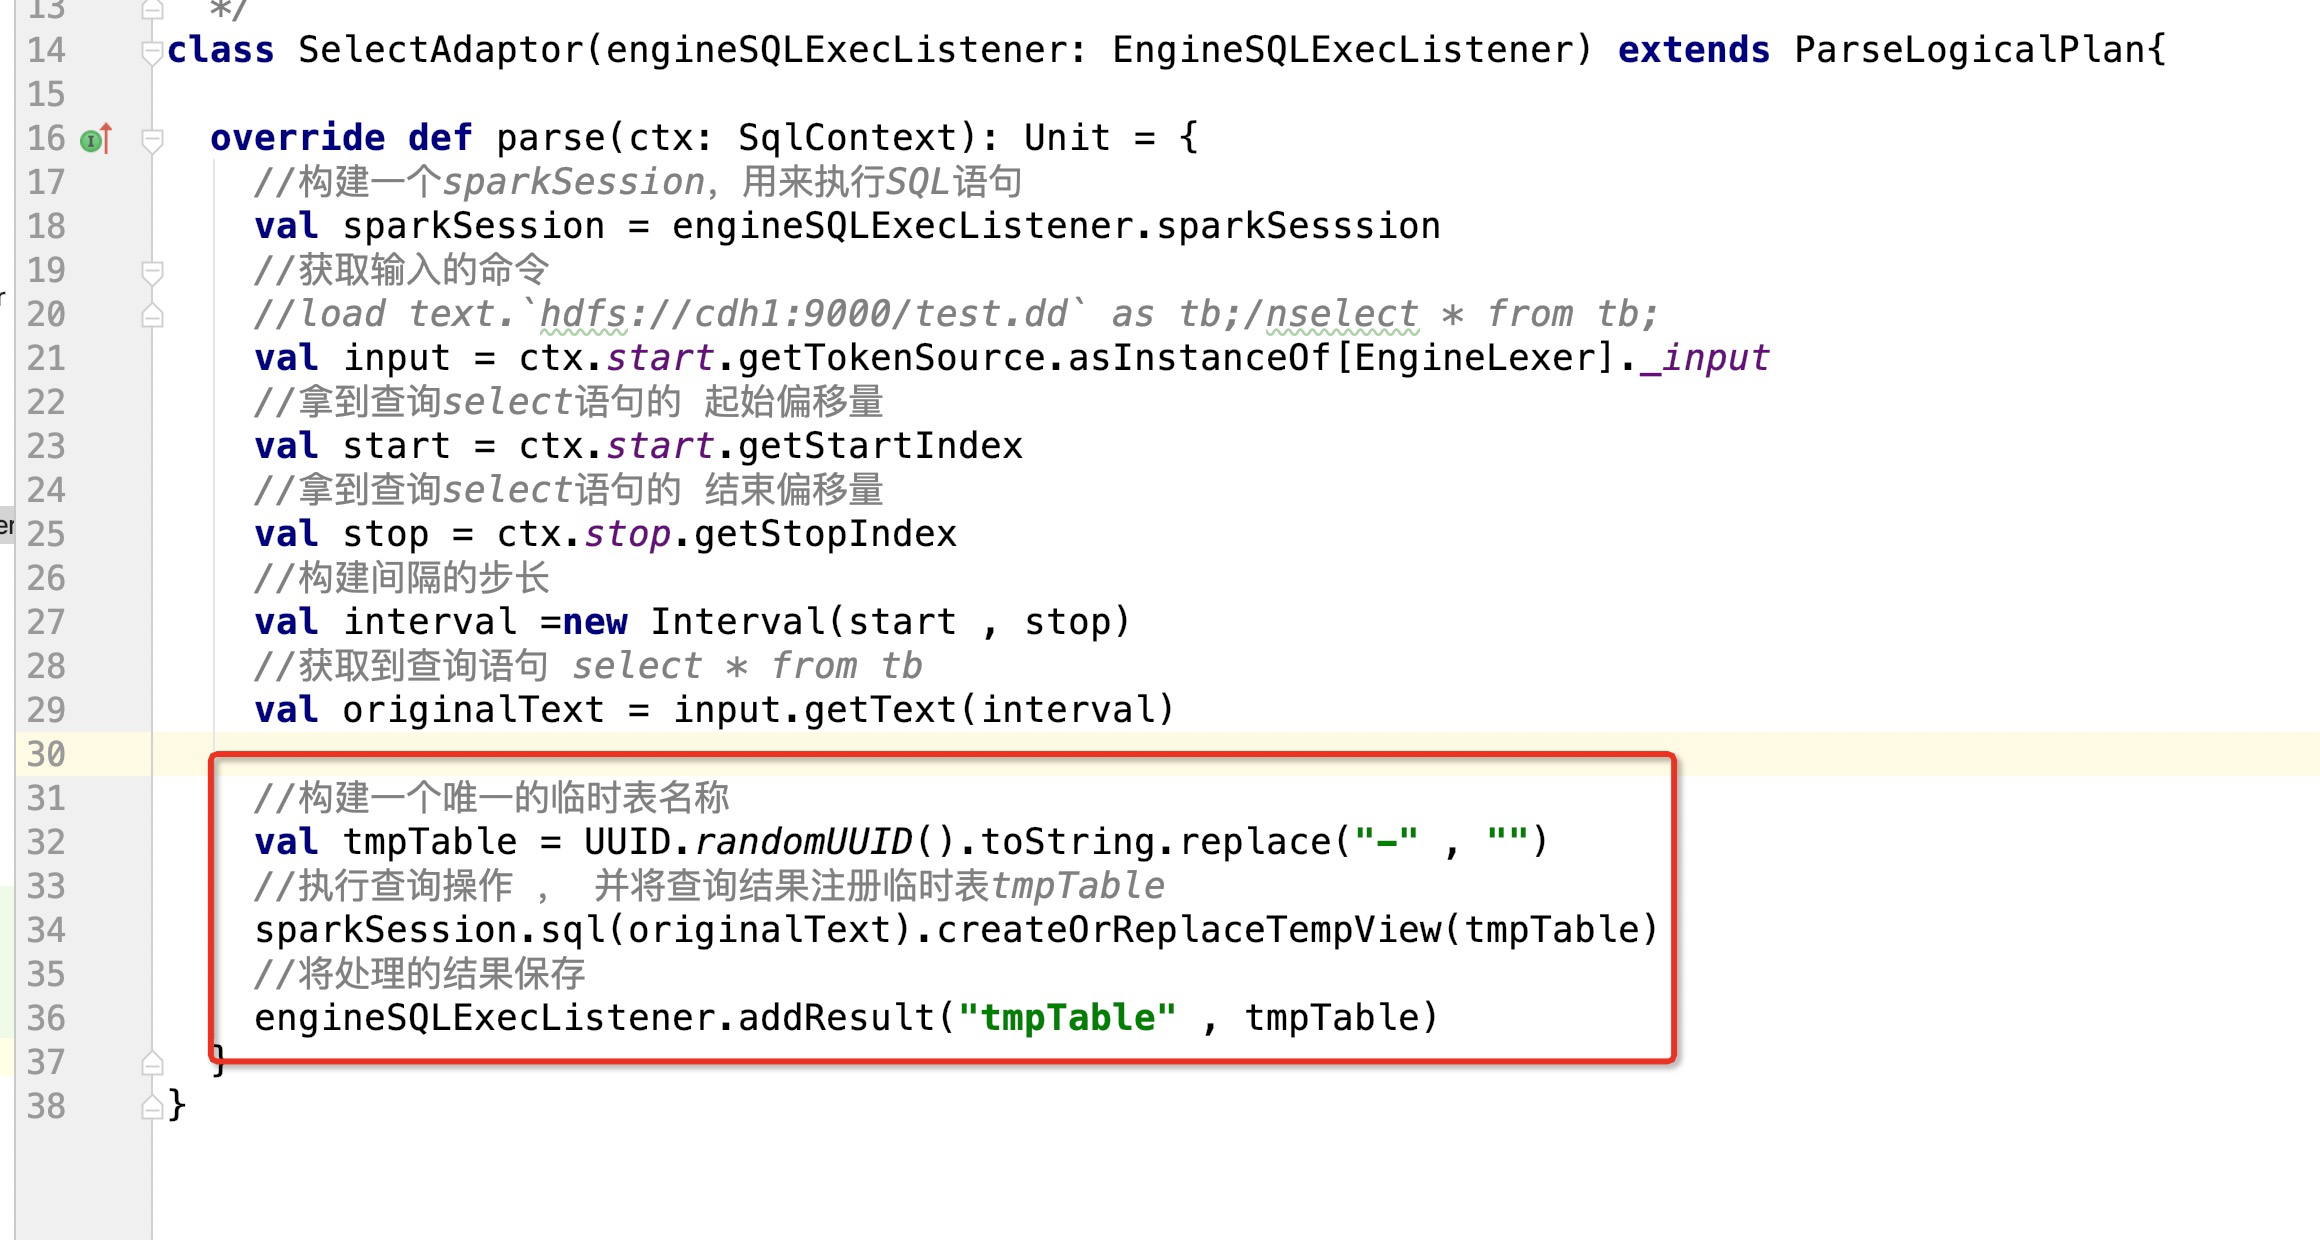 13 */
14 class SelectAdaptor(engineSQLExecListener: EngineSQLExecListener) extends ParseLogicalPlan{
15
16 override def parse(ctx: SqlContext): Unit = {
17 //构建一个sparkSession，用来执行SQL语句
18 val sparkSession = engineSQLExecListener.sparkSesssion
19 //获取输入的命令
20 //load text.`hdfs://cdh1:9000/test.dd` as tb;/nselect * from tb;
21 val input = ctx.start.getTokenSource.asInstanceOf[EngineLexer]._input
22 //拿到查询select语句的 起始偏移量
23 val start = ctx.start.getStartIndex
24 //拿到查询select语句的 结束偏移量
25 val stop = ctx.stop.getStopIndex
26 //构建间隔的步长
27 val interval =new Interval(start , stop)
28 //获取到查询语句 select * from tb
29 val originalText = input.getText(interval)
30
31 //构建一个唯一的临时表名称
32 val tmpTable = UUID.randomUUID().toString.replace("-" , "")
33 //执行查询操作 ， 并将查询结果注册临时表tmpTable
34 sparkSession.sql(originalText).createOrReplaceTempView(tmpTable)
35 //将处理的结果保存
36 engineSQLExecListener.addResult("tmpTable" , tmpTable)
37 }
38 }